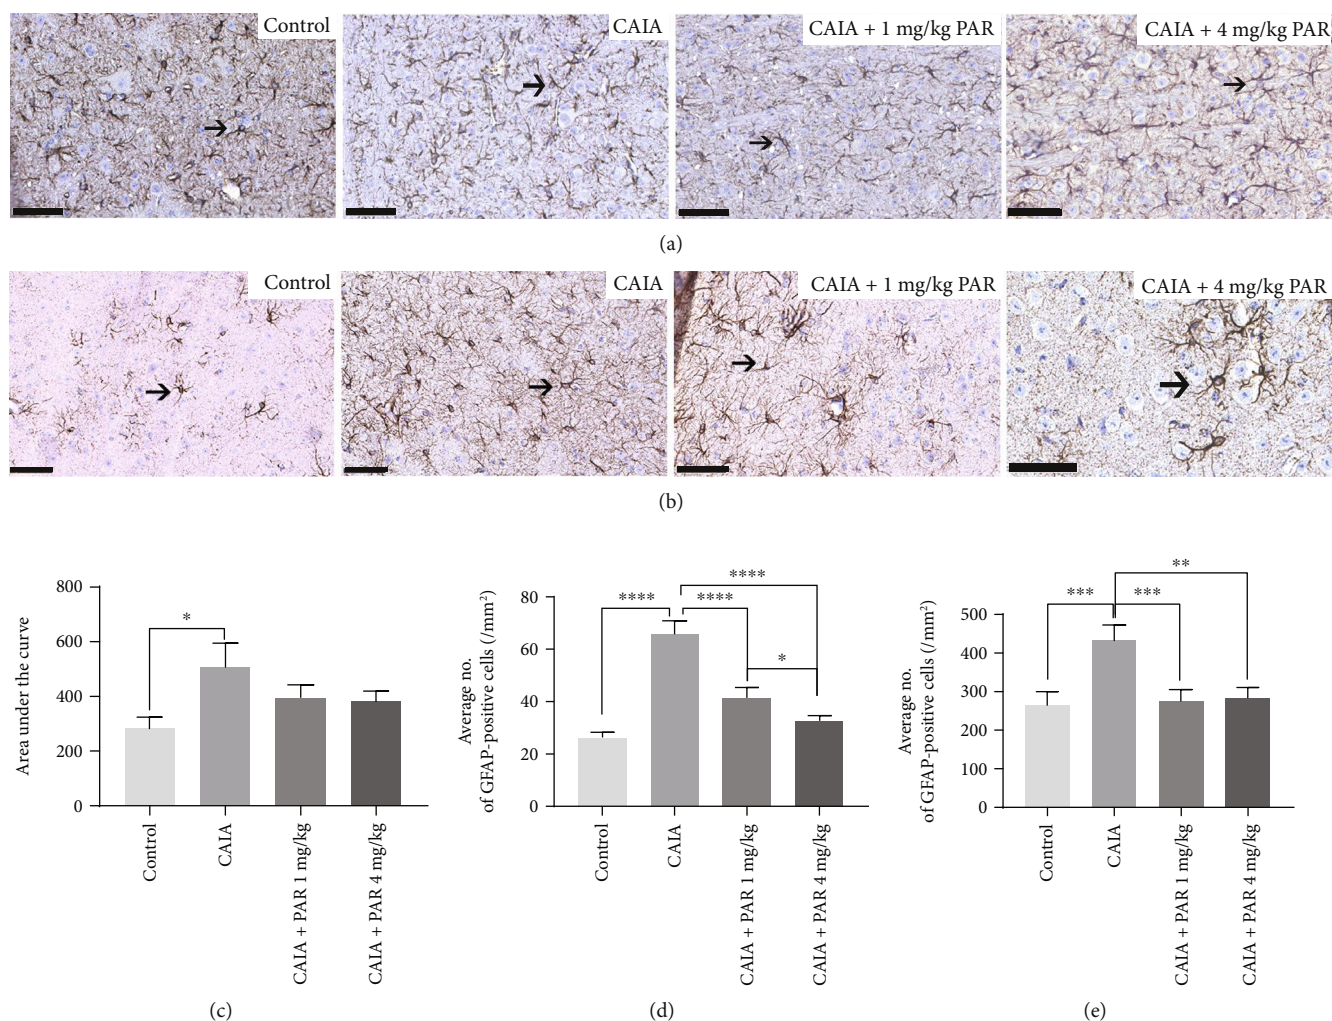 Control
CAIA
CAIA + 1 mg/kg PAR
CAIA + 4 mg/kg PAR
(a)
Control
CAIA
CAIA + 1 mg/kg PAR
CAIA + 4 mg/kg PAR
(b)
Area under the curve
800
600
400
200
0
*
Control
CAIA
CAIA + PAR 1 mg/kg
CAIA + PAR 4 mg/kg
(c)
Average no.
of GFAP-positive cells (/mm²)
80
60
40
20
0
****
****
****
*
Control
CAIA
CAIA + PAR 1 mg/kg
CAIA + PAR 4 mg/kg
(d)
Average no.
of GFAP-positive cells (/mm²)
500
400
300
200
100
0
**
***
***
Control
CAIA
CAIA + PAR 1 mg/kg
CAIA + PAR 4 mg/kg
(e)